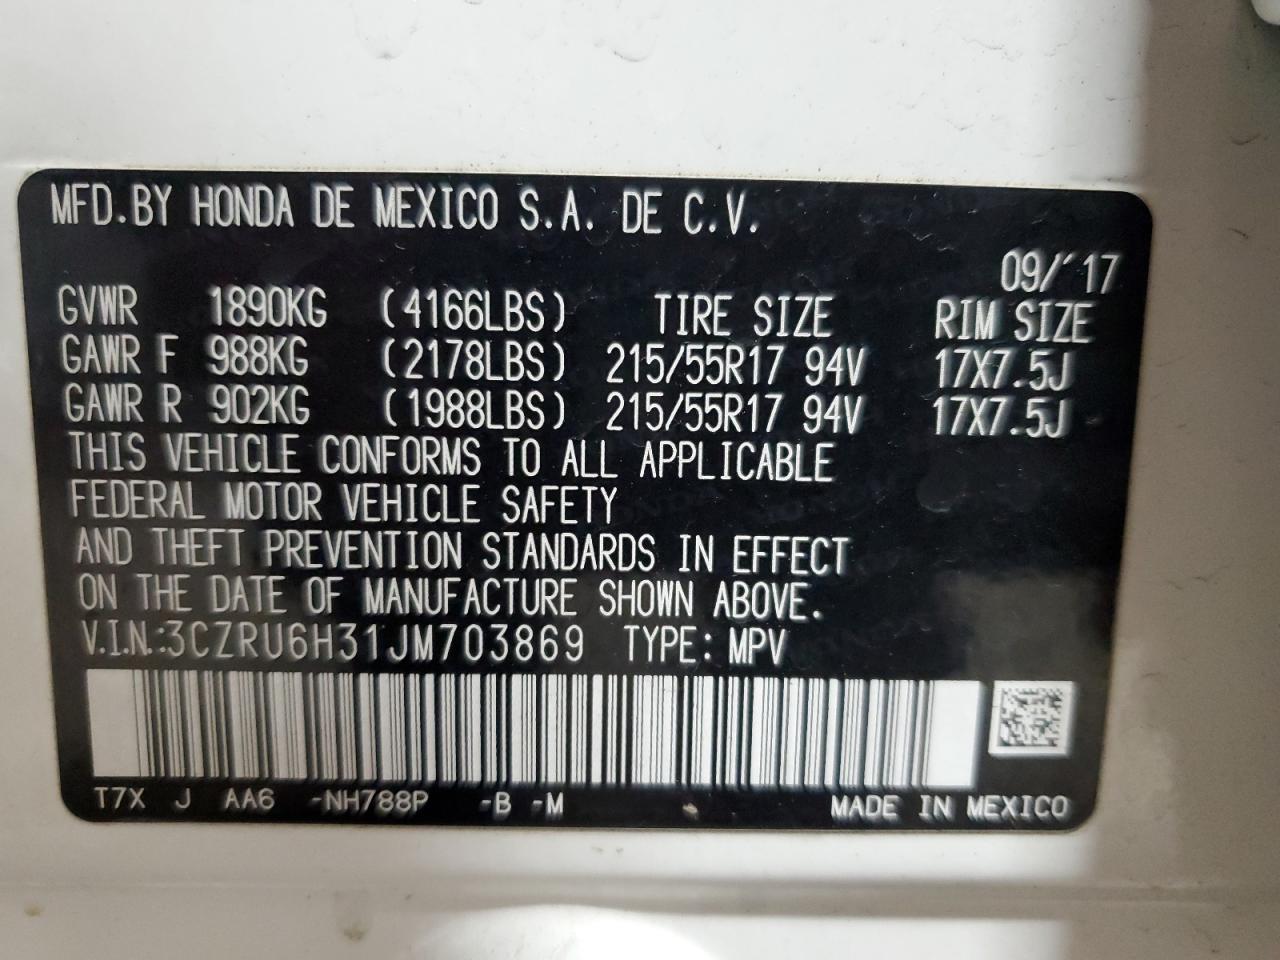 MFD.BY HONDA DE MEXICO S.A. DE C.V.
09/'17
GVWR 1890KG (4166LBS) TIRE SIZE RIM SIZE
GAWR F 988KG (2178LBS) 215/55R17 94V 17X7.5J
GAWR R 902KG (1988LBS) 215/55R17 94V 17X7.5J
THIS VEHICLE CONFORMS TO ALL APPLICABLE
FEDERAL MOTOR VEHICLE SAFETY
AND THEFT PREVENTION STANDARDS IN EFFECT
ON THE DATE OF MANUFACTURE SHOWN ABOVE.
V.I.N.:3CZRU6H31JM703869 TYPE: MPV
T7X J AA6 -NH788P -B -M MADE IN MEXICO